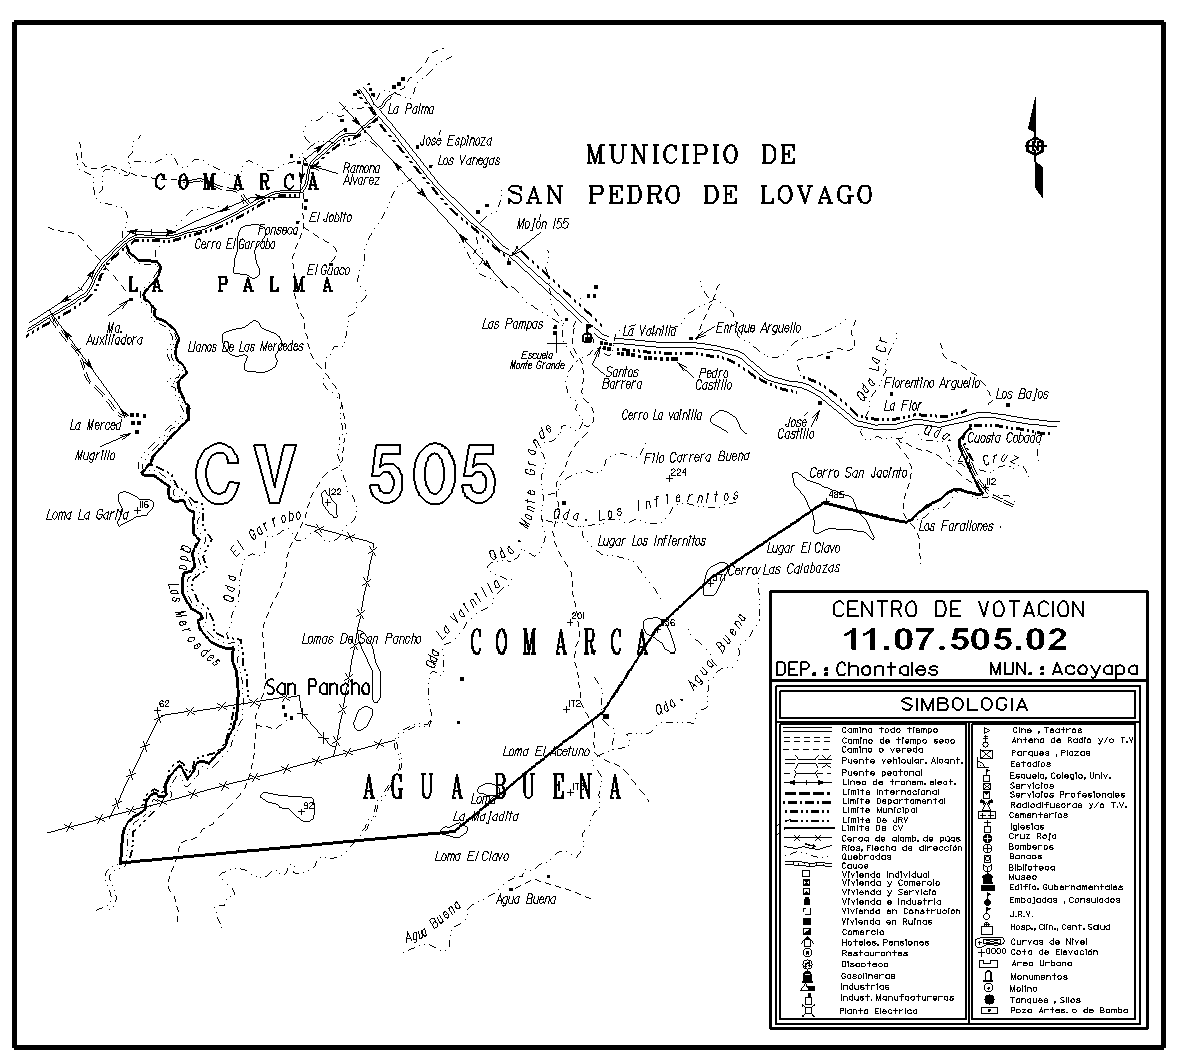 La Palma
José Espinoza
Los Vanegas
MUNICIPIO DE
SAN PEDRO DE LOVAGO
Ramona
Alvarez
COMARCA
El Jobito
Fonseca
Cerro El Garrobo
Mojón 155
El Guaco
LA PALMA
Ma.
Auxiliadora
Llanos De Las Mercedes
Las Pampas
Escuela
Monte Grande
La Vainilla
Enrique Arguello
Santos
Barrera
Pedro
Castillo
Qda La Cr
Florentino Arguello
La Flor
Los Bajos
José
Castillo
Cerro La vainilla
La Merced
Mugrillo
Qda.
Cruz
Cuasta Cobada
CV 505
Filo Carrera Buena
224
Cerro San Jacinto
485
112
Loma La Garita
116
122
Qda. Los Infiernitos
Los Farallones
Qda El Garrobo
Qda. Monte Grande
Lugar Los Infiernitos
Lugar El Clavo
Cerro Las Calabazas
Qda Las Mercedes
Qda La Vainilla
201
Lomas De San Pancho
COMARCA
Qda. Agua Buena
San Pancho
62
172
Loma El Acetuno
AGUA BUENA
92
Loma
La Majadita
Loma El Clavo
Agua Buena
Agua Buena
CENTRO DE VOTACION
11.07.505.02
DEP.: Chontales MUN.: Acoyapa
SIMBOLOGIA
Camino todo tiempo
Camino de tiempo seco
Camino o vereda
Puente vehicular. Alcant.
Puente peatonal
Linea de transm. elect.
Limite Internacional
Limite Departamental
Limite Municipal
Limite De JRV
Limite De CV
Cerca de alamb. de púas
Rios, Flecha de dirección
Quebradas
Cauce
Vivienda Individual
Vivienda y Comercio
Vivienda y Servicio
Vivienda e Industria
Vivienda en Construcion
Vivienda en Ruinas
Comercio
Hoteles, Pensiones
Restaurantes
Discoteca
Gasolineras
Industrias
Indust. Manufactureras
Planta Electrica
Cine , Teatros
Antena de Radio y/o T.V
Parques , Plazas
Estadios
Escuela, Colegio, Univ.
Servicios
Servicios Profesionales
Radiodifusoras y/o T.V.
Cementerios
Iglesias
Cruz Roja
Bomberos
Bancos
Biblioteca
Museo
Edific. Gubernamentales
Embajadas , Consulados
J.R.V.
Hosp., Clin., Cent. Salud
Curvas de Nivel
+0000 Cota de Elevación
Area Urbana
Monumentos
Molino
Tanques , Silos
Pozo Artes. o de Bomba